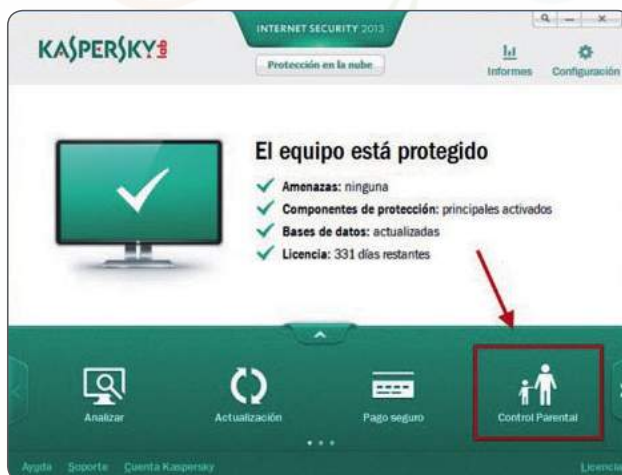 INTERNET SECURITY 2013
KASPERSKY lab
Protección en la nube
Informes Configuración
El equipo está protegido
Amenazas: ninguna
Componentes de protección: principales activados
Bases de datos: actualizadas
Licencia: 331 días restantes
Analizar Actualización Pago seguro Control Parental
Ayuda Soporte Cuenta Kaspersky Licencia